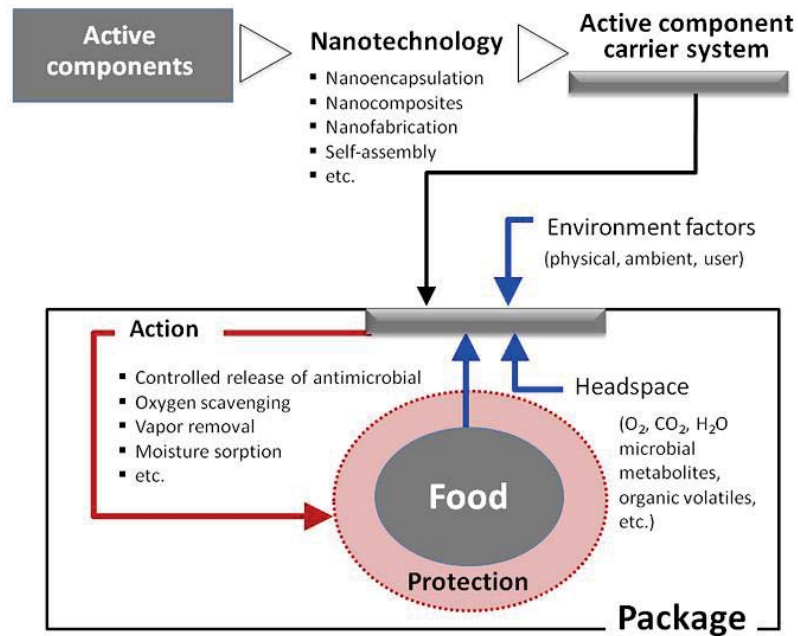 Active
components
Nanotechnology
▪ Nanoencapsulation
▪ Nanocomposites
▪ Nanofabrication
▪ Self-assembly
▪ etc.
Active component
carrier system
Environment factors
(physical, ambient, user)
Action
▪ Controlled release of antimicrobial
▪ Oxygen scavenging
▪ Vapor removal
▪ Moisture sorption
▪ etc.
Headspace
(O₂, CO₂, H₂O
microbial
metabolites,
organic volatiles,
etc.)
Food
Protection
Package